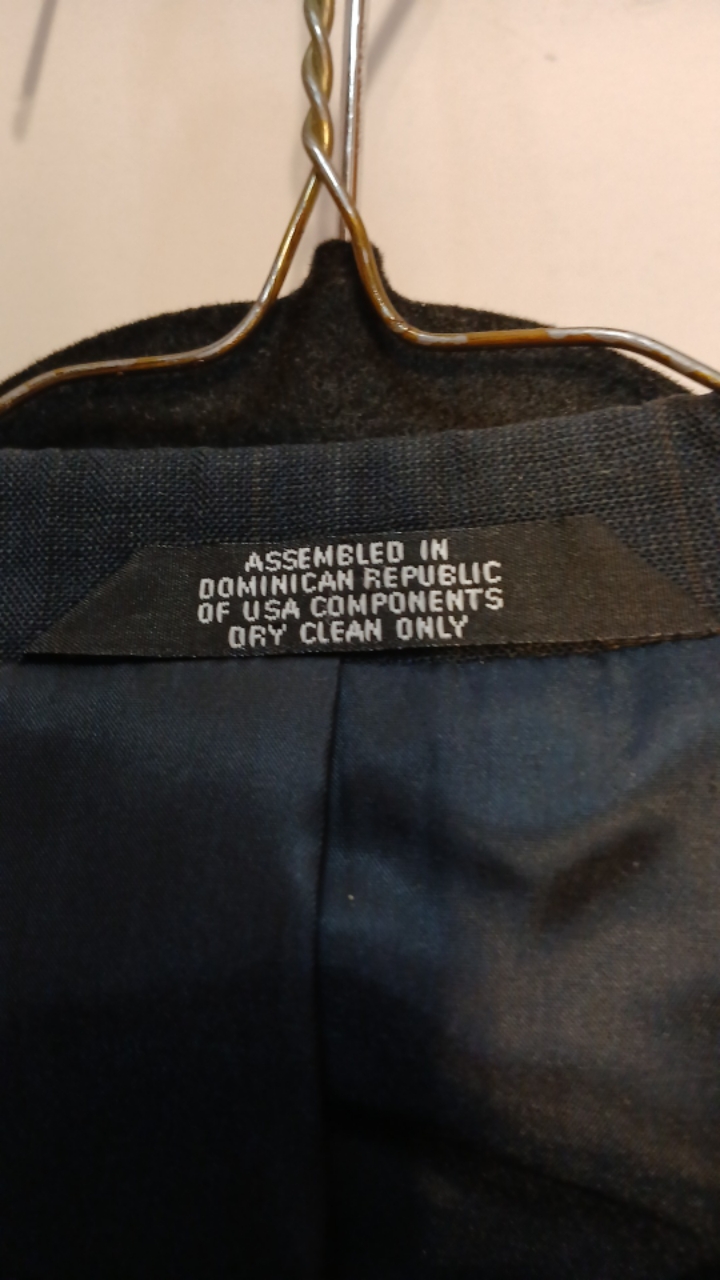 ASSEMBLED IN
DOMINICAN REPUBLIC
OF USA COMPONENTS
DRY CLEAN ONLY